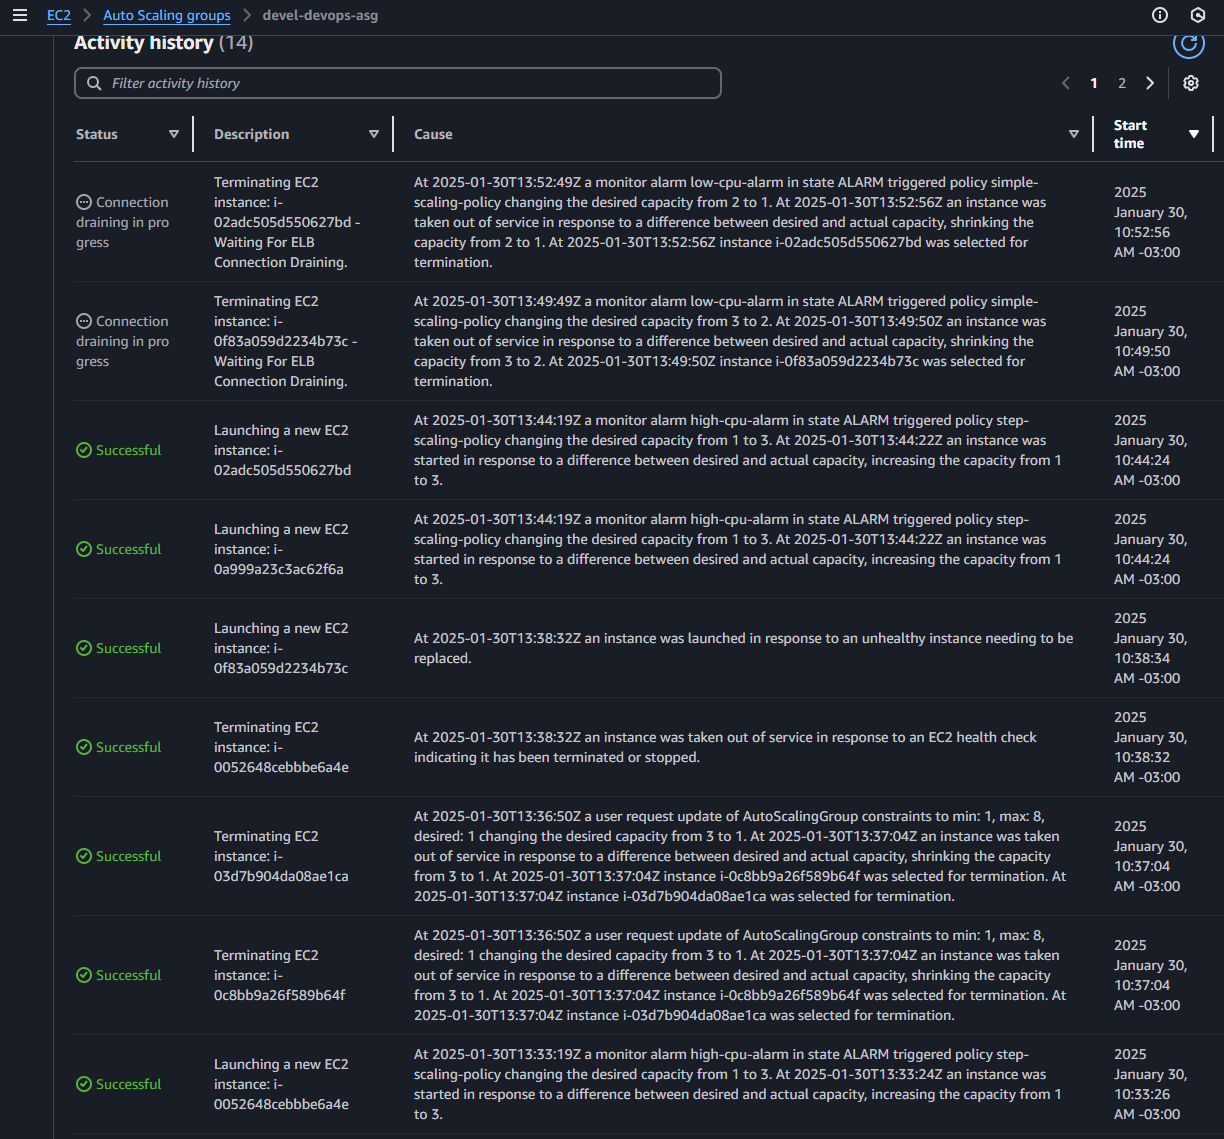 EC2 > Auto Scaling groups > devel-devops-asg
Activity history (14)
Filter activity history
1 2
Status
Description
Cause
Start
time
Connection
draining in pro
gress
Terminating EC2
instance: i-
02adc505d550627bd -
Waiting For ELB
Connection Draining.
At 2025-01-30T13:52:49Z a monitor alarm low-cpu-alarm in state ALARM triggered policy simple-
scaling-policy changing the desired capacity from 2 to 1. At 2025-01-30T13:52:56Z an instance was
taken out of service in response to a difference between desired and actual capacity, shrinking the
capacity from 2 to 1. At 2025-01-30T13:52:56Z instance i-02adc505d550627bd was selected for
termination.
2025
January 30,
10:52:56
AM -03:00
Connection
draining in pro
gress
Terminating EC2
instance: i-
0f83a059d2234b73c -
Waiting For ELB
Connection Draining.
At 2025-01-30T13:49:49Z a monitor alarm low-cpu-alarm in state ALARM triggered policy simple-
scaling-policy changing the desired capacity from 3 to 2. At 2025-01-30T13:49:50Z an instance was
taken out of service in response to a difference between desired and actual capacity, shrinking the
capacity from 3 to 2. At 2025-01-30T13:49:50Z instance i-0f83a059d2234b73c was selected for
termination.
2025
January 30,
10:49:50
AM -03:00
Successful
Launching a new EC2
instance: i-
02adc505d550627bd
At 2025-01-30T13:44:19Z a monitor alarm high-cpu-alarm in state ALARM triggered policy step-
scaling-policy changing the desired capacity from 1 to 3. At 2025-01-30T13:44:22Z an instance was
started in response to a difference between desired and actual capacity, increasing the capacity from 1
to 3.
2025
January 30,
10:44:24
AM -03:00
Successful
Launching a new EC2
instance: i-
0a999a23c3ac62f6a
At 2025-01-30T13:44:19Z a monitor alarm high-cpu-alarm in state ALARM triggered policy step-
scaling-policy changing the desired capacity from 1 to 3. At 2025-01-30T13:44:22Z an instance was
started in response to a difference between desired and actual capacity, increasing the capacity from 1
to 3.
2025
January 30,
10:44:24
AM -03:00
Successful
Launching a new EC2
instance: i-
0f83a059d2234b73c
At 2025-01-30T13:38:32Z an instance was launched in response to an unhealthy instance needing to be
replaced.
2025
January 30,
10:38:34
AM -03:00
Successful
Terminating EC2
instance: i-
0052648cebbbe6a4e
At 2025-01-30T13:38:32Z an instance was taken out of service in response to an EC2 health check
indicating it has been terminated or stopped.
2025
January 30,
10:38:32
AM -03:00
Successful
Terminating EC2
instance: i-
03d7b904da08ae1ca
At 2025-01-30T13:36:50Z a user request update of AutoScalingGroup constraints to min: 1, max: 8,
desired: 1 changing the desired capacity from 3 to 1. At 2025-01-30T13:37:04Z an instance was taken
out of service in response to a difference between desired and actual capacity, shrinking the capacity
from 3 to 1. At 2025-01-30T13:37:04Z instance i-0c8bb9a26f589b64f was selected for termination. At
2025-01-30T13:37:04Z instance i-03d7b904da08ae1ca was selected for termination.
2025
January 30,
10:37:04
AM -03:00
Successful
Terminating EC2
instance: i-
0c8bb9a26f589b64f
At 2025-01-30T13:36:50Z a user request update of AutoScalingGroup constraints to min: 1, max: 8,
desired: 1 changing the desired capacity from 3 to 1. At 2025-01-30T13:37:04Z an instance was taken
out of service in response to a difference between desired and actual capacity, shrinking the capacity
from 3 to 1. At 2025-01-30T13:37:04Z instance i-0c8bb9a26f589b64f was selected for termination. At
2025-01-30T13:37:04Z instance i-03d7b904da08ae1ca was selected for termination.
2025
January 30,
10:37:04
AM -03:00
Successful
Launching a new EC2
instance: i-
0052648cebbbe6a4e
At 2025-01-30T13:33:19Z a monitor alarm high-cpu-alarm in state ALARM triggered policy step-
scaling-policy changing the desired capacity from 1 to 3. At 2025-01-30T13:33:24Z an instance was
started in response to a difference between desired and actual capacity, increasing the capacity from 1
to 3.
2025
January 30,
10:33:26
AM -03:00